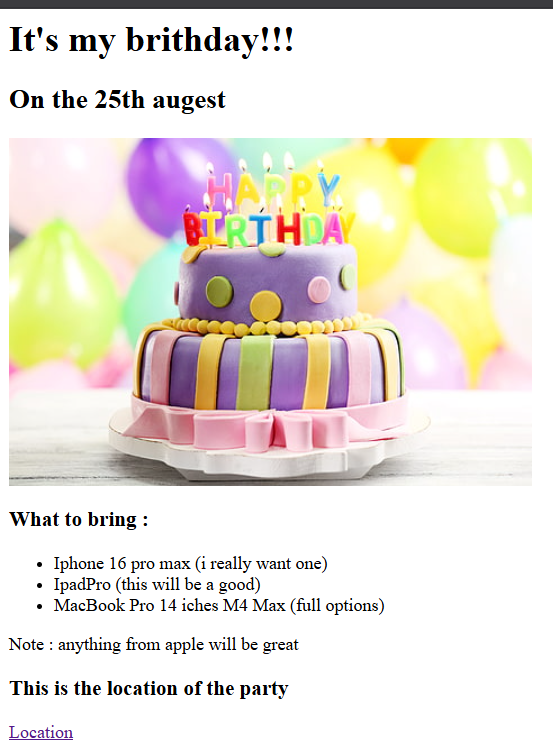 It's my brithday!!!
On the 25th augest
HAPPY
BIRTHDAY
What to bring :
Iphone 16 pro max (i really want one)
IpadPro (this will be a good)
MacBook Pro 14 iches M4 Max (full options)
Note : anything from apple will be great
This is the location of the party
Location